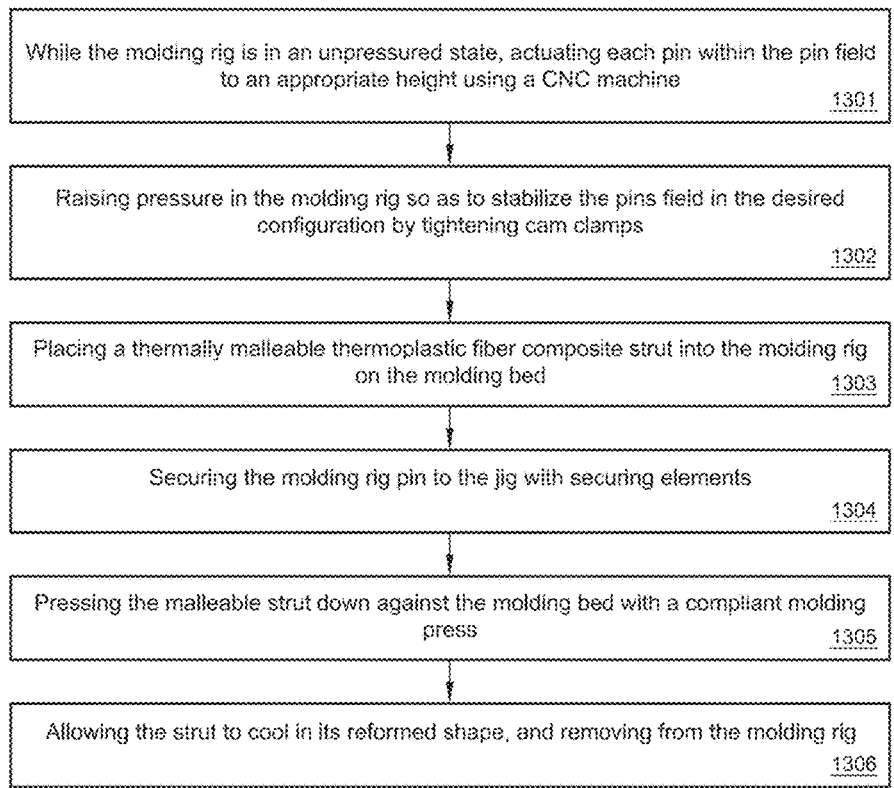 While the molding rig is in an unpressured state, actuating each pin within the pin field
to an appropriate height using a CNC machine
1301
Raising pressure in the molding rig so as to stabilize the pins field in the desired
configuration by tightening cam clamps
1302
Placing a thermally malleable thermoplastic fiber composite strut into the molding rig
on the molding bed
1303
Securing the molding rig pin to the jig with securing elements
1304
Pressing the malleable strut down against the molding bed with a compliant molding
press
1305
Allowing the strut to cool in its reformed shape, and removing from the molding rig
1306